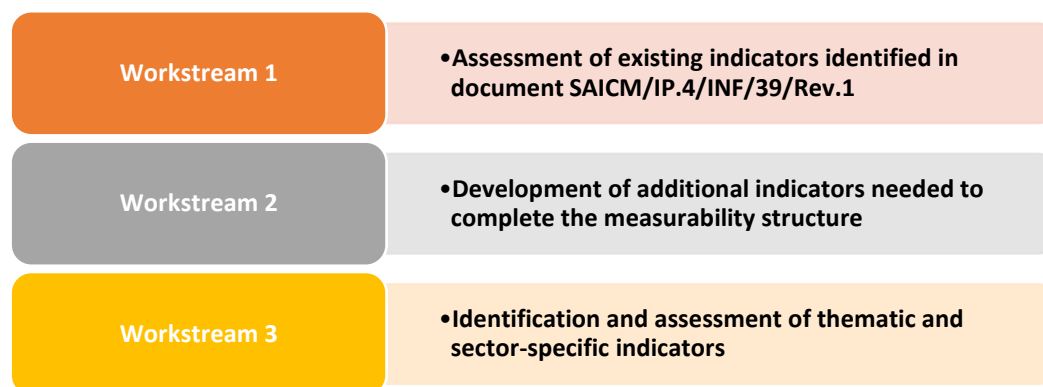 Workstream 1
•Assessment of existing indicators identified in
document SAICM/IP.4/INF/39/Rev.1
Workstream 2
•Development of additional indicators needed to
complete the measurability structure
Workstream 3
•Identification and assessment of thematic and
sector-specific indicators